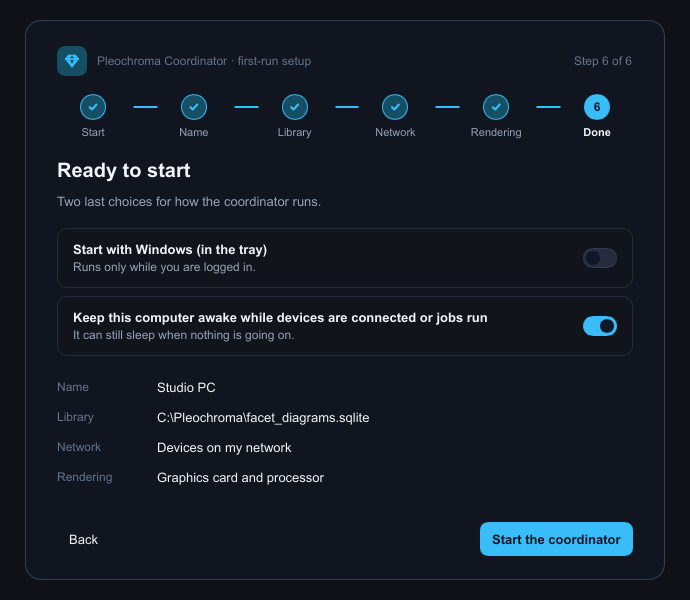 Pleochroma Coordinator · first-run setup
Step 6 of 6
6
Start
Name
Library
Network
Rendering
Done
Ready to start
Two last choices for how the coordinator runs.
Start with Windows (in the tray)
Runs only while you are logged in.
Keep this computer awake while devices are connected or jobs run
It can still sleep when nothing is going on.
Name Studio PC
Library C:\Pleochroma\facet_diagrams.sqlite
Network Devices on my network
Rendering Graphics card and processor
Back
Start the coordinator